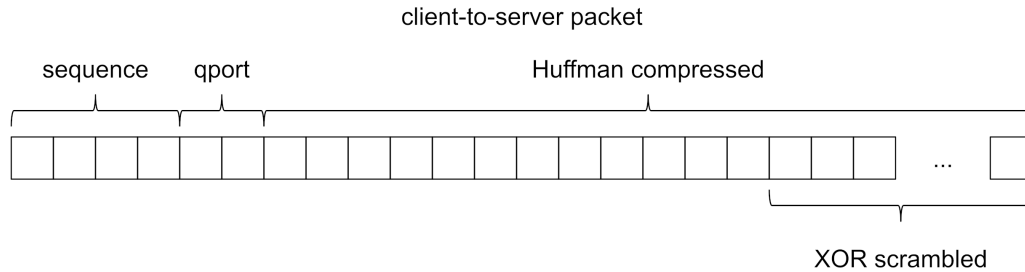 client-to-server packet
sequence qport Huffman compressed
...
XOR scrambled